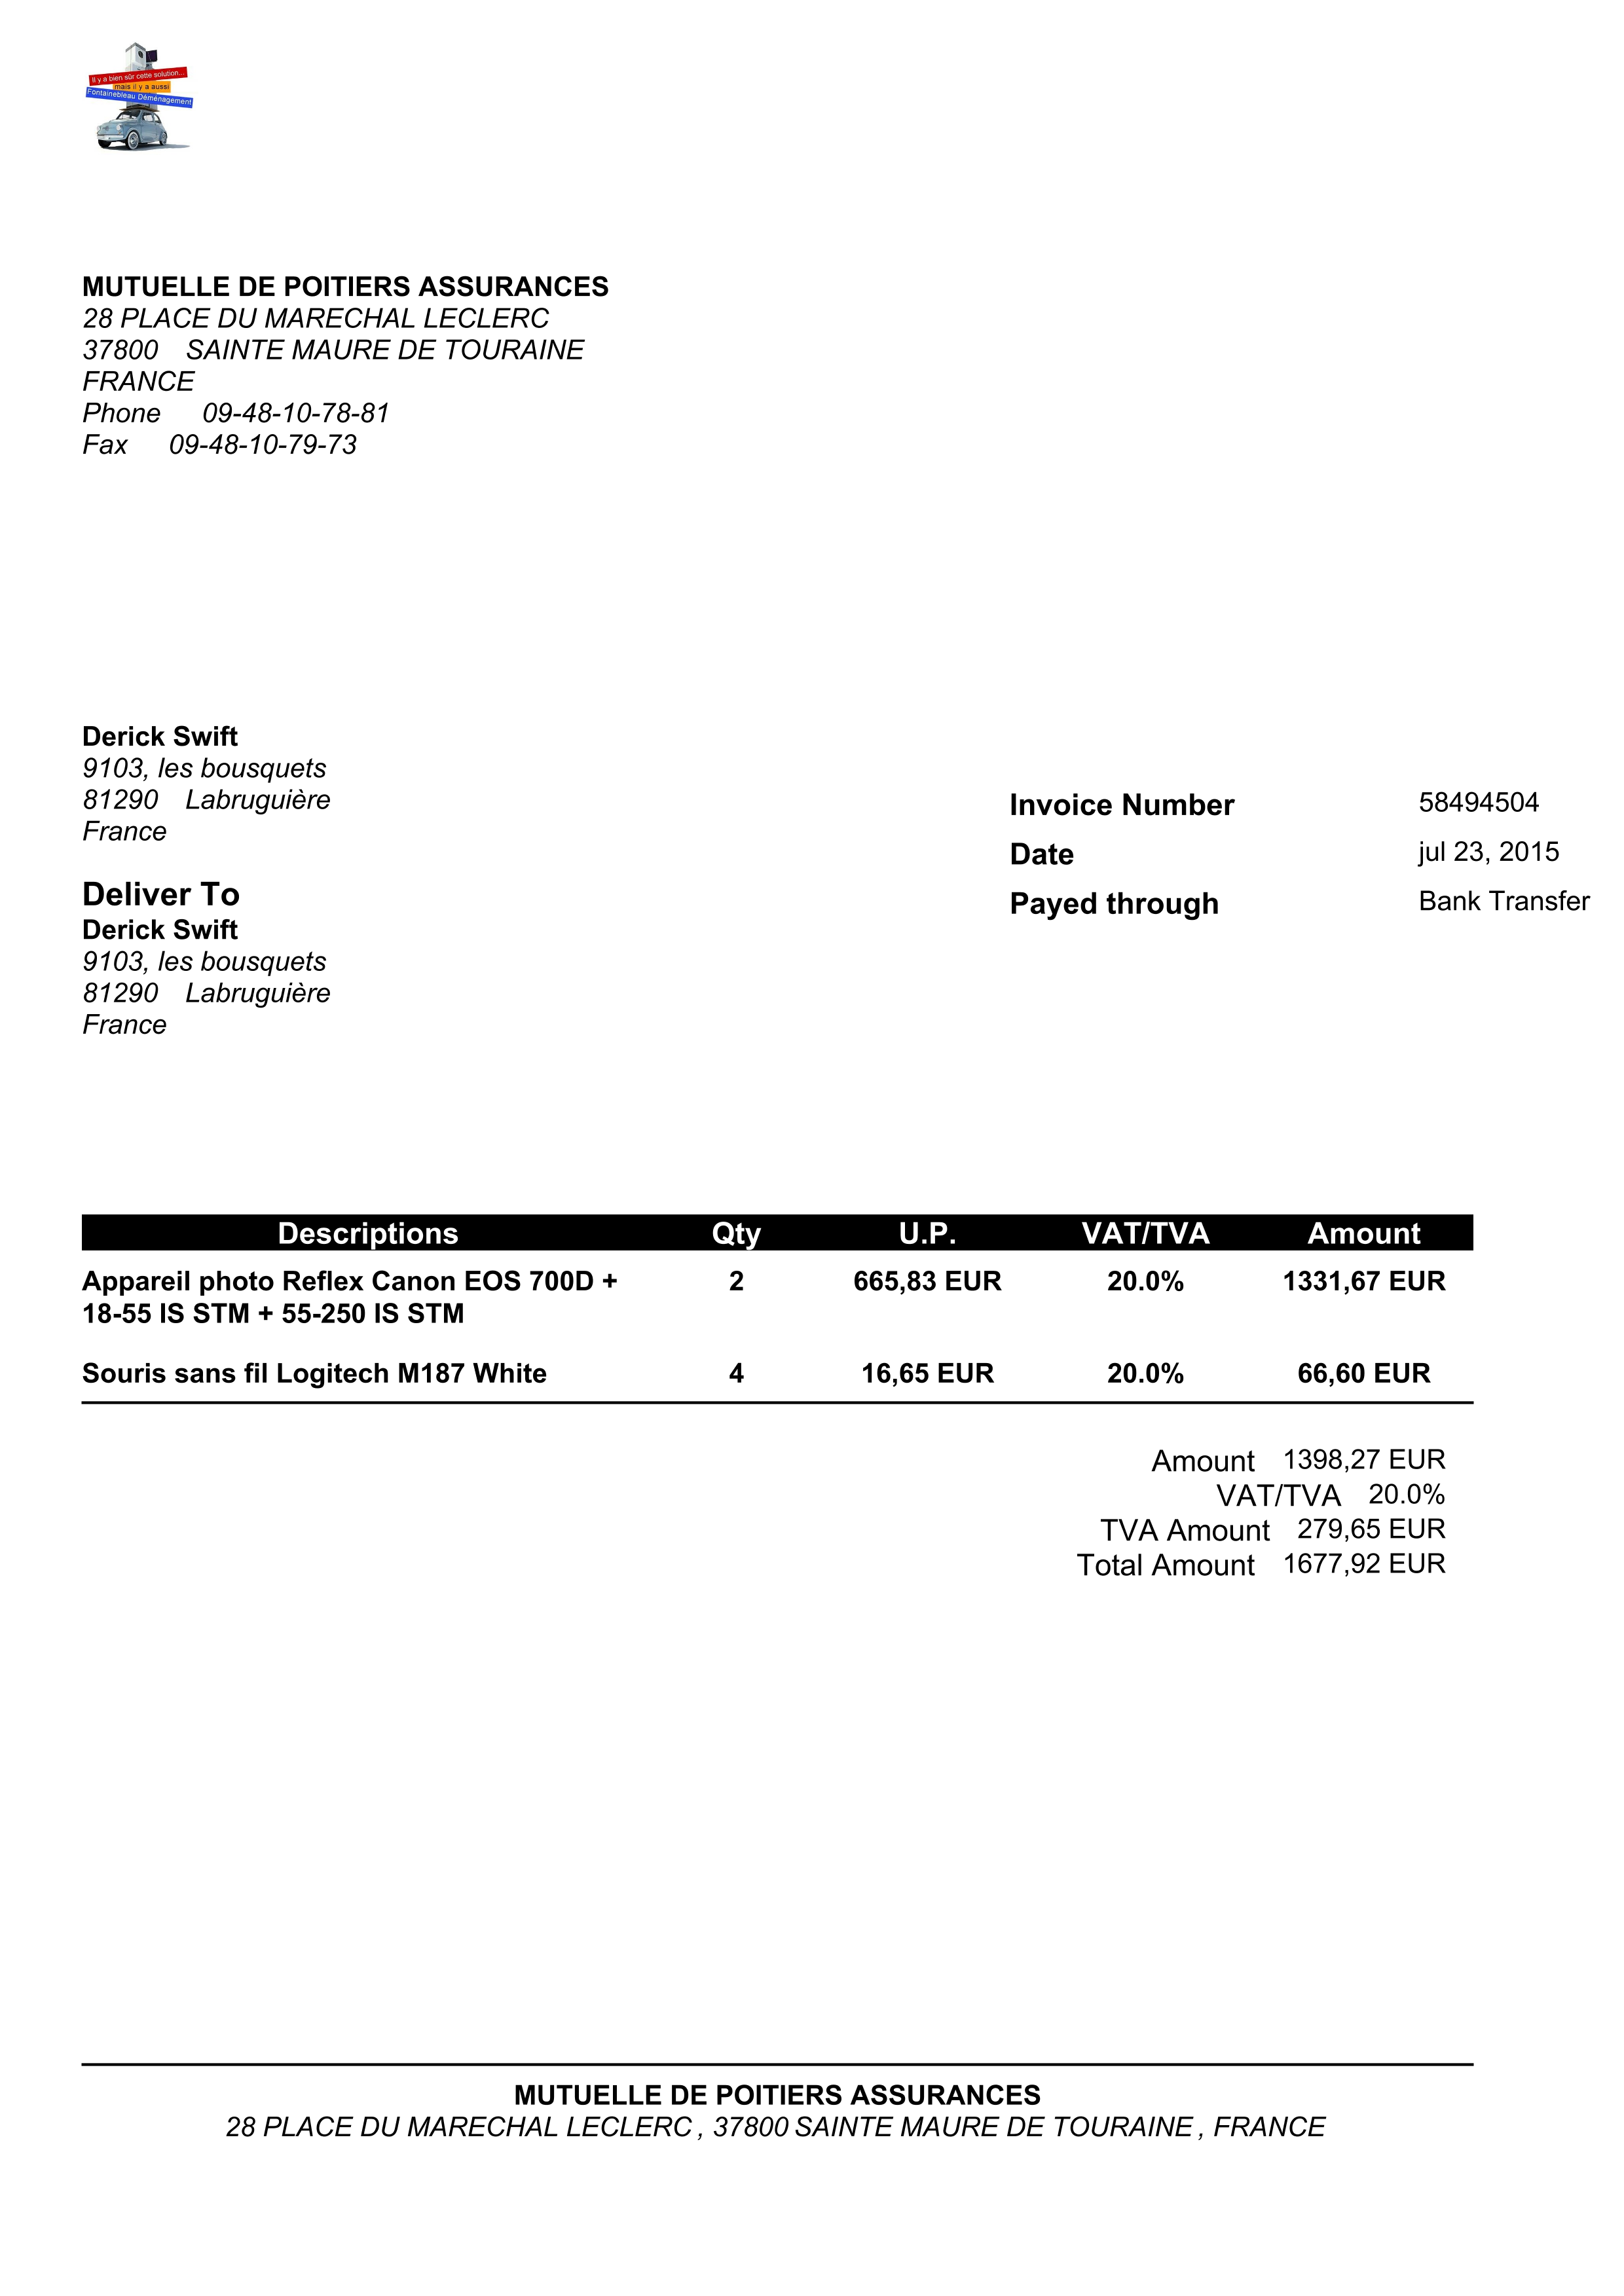 Il y a bien sûr cette solution...
mais il y a aussi
Fontainebleau Déménagement
MUTUELLE DE POITIERS ASSURANCES
28 PLACE DU MARECHAL LECLERC
37800 SAINTE MAURE DE TOURAINE
FRANCE
Phone 09-48-10-78-81
Fax 09-48-10-79-73
Derick Swift
9103, les bousquets
81290 Labruguière
France
Invoice Number 58494504
Date jul 23, 2015
Payed through Bank Transfer
Deliver To
Derick Swift
9103, les bousquets
81290 Labruguière
France
Descriptions Qty U.P. VAT/TVA Amount
Appareil photo Reflex Canon EOS 700D + 2 665,83 EUR 20.0% 1331,67 EUR
18-55 IS STM + 55-250 IS STM
Souris sans fil Logitech M187 White 4 16,65 EUR 20.0% 66,60 EUR
Amount 1398,27 EUR
VAT/TVA 20.0%
TVA Amount 279,65 EUR
Total Amount 1677,92 EUR
MUTUELLE DE POITIERS ASSURANCES
28 PLACE DU MARECHAL LECLERC , 37800 SAINTE MAURE DE TOURAINE , FRANCE